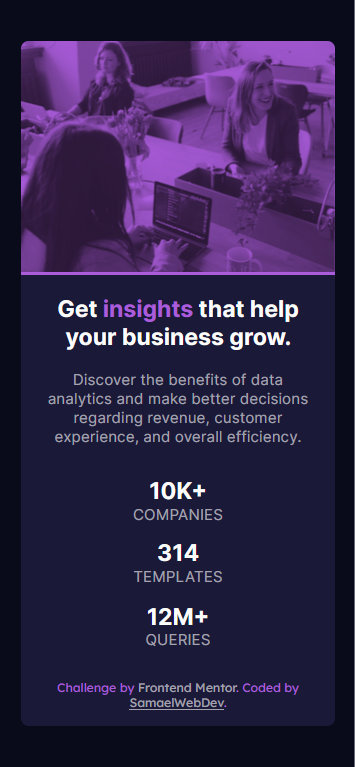 Get insights that help
your business grow.
Discover the benefits of data
analytics and make better decisions
regarding revenue, customer
experience, and overall efficiency.
10K+
COMPANIES
314
TEMPLATES
12M+
QUERIES
Challenge by Frontend Mentor. Coded by
SamaelWebDev.